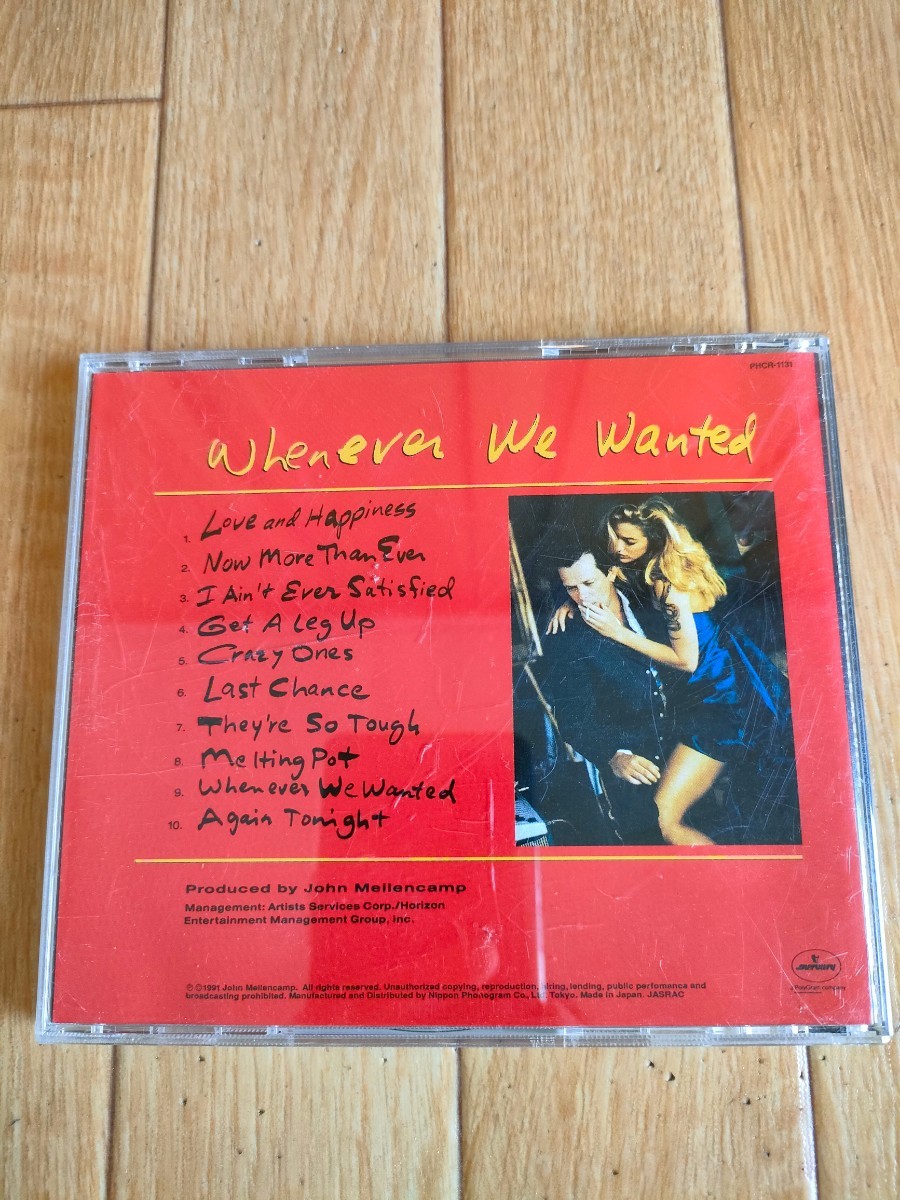 PHCR-1131
Whenever We Wanted
1. Love and Happiness
2. Now More Than Ever
3. I Ain't Ever Satisfied
4. Get A Leg Up
5. Crazy Ones
6. Last Chance
7. They're So Tough
8. Melting Pot
9. Whenever We Wanted
10. Again Tonight
Produced by John Mellencamp
Management: Artists Services Corp./Horizon
Entertainment Management Group, Inc.
mercury
a PolyGram company
℗ ©1991 John Mellencamp. All rights reserved. Unauthorized copying, reproduction, hiring, lending, public perfomance and
broadcasting prohibited. Manufactured and Distributed by Nippon Phonogram Co., Ltd. Tokyo, Made in Japan. JASRAC